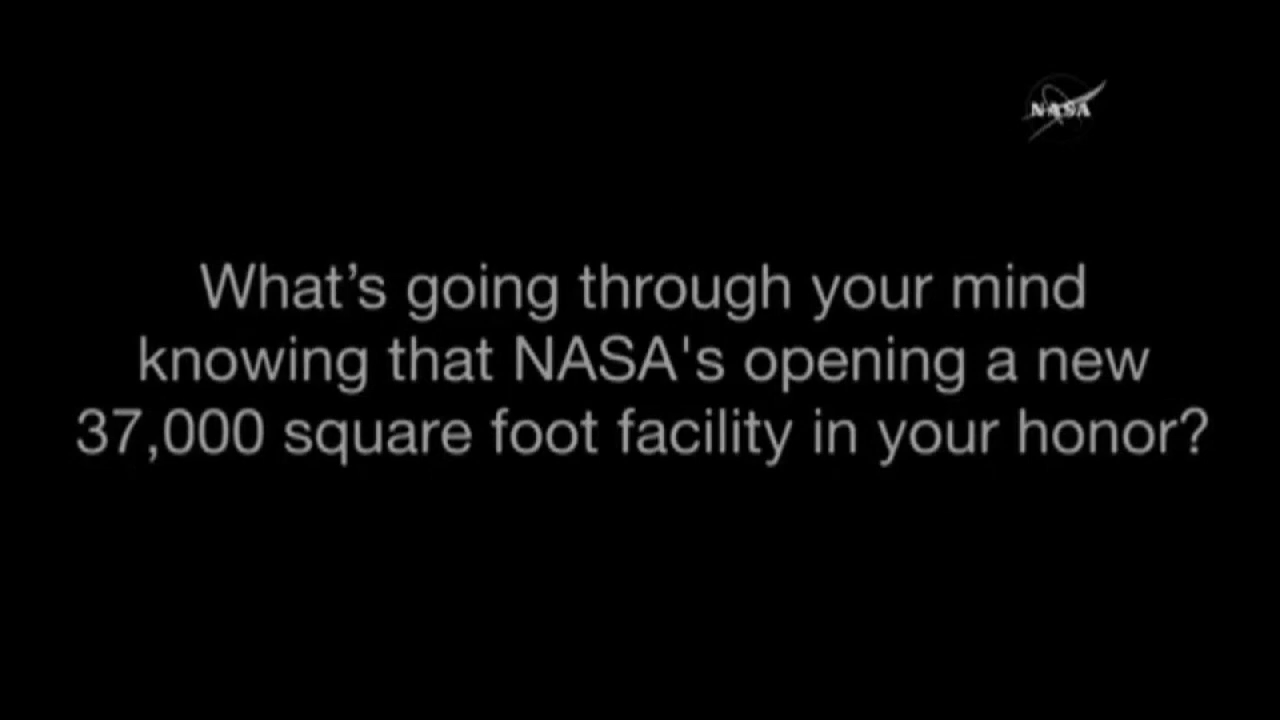 NASA
What’s going through your mind
knowing that NASA's opening a new
37,000 square foot facility in your honor?